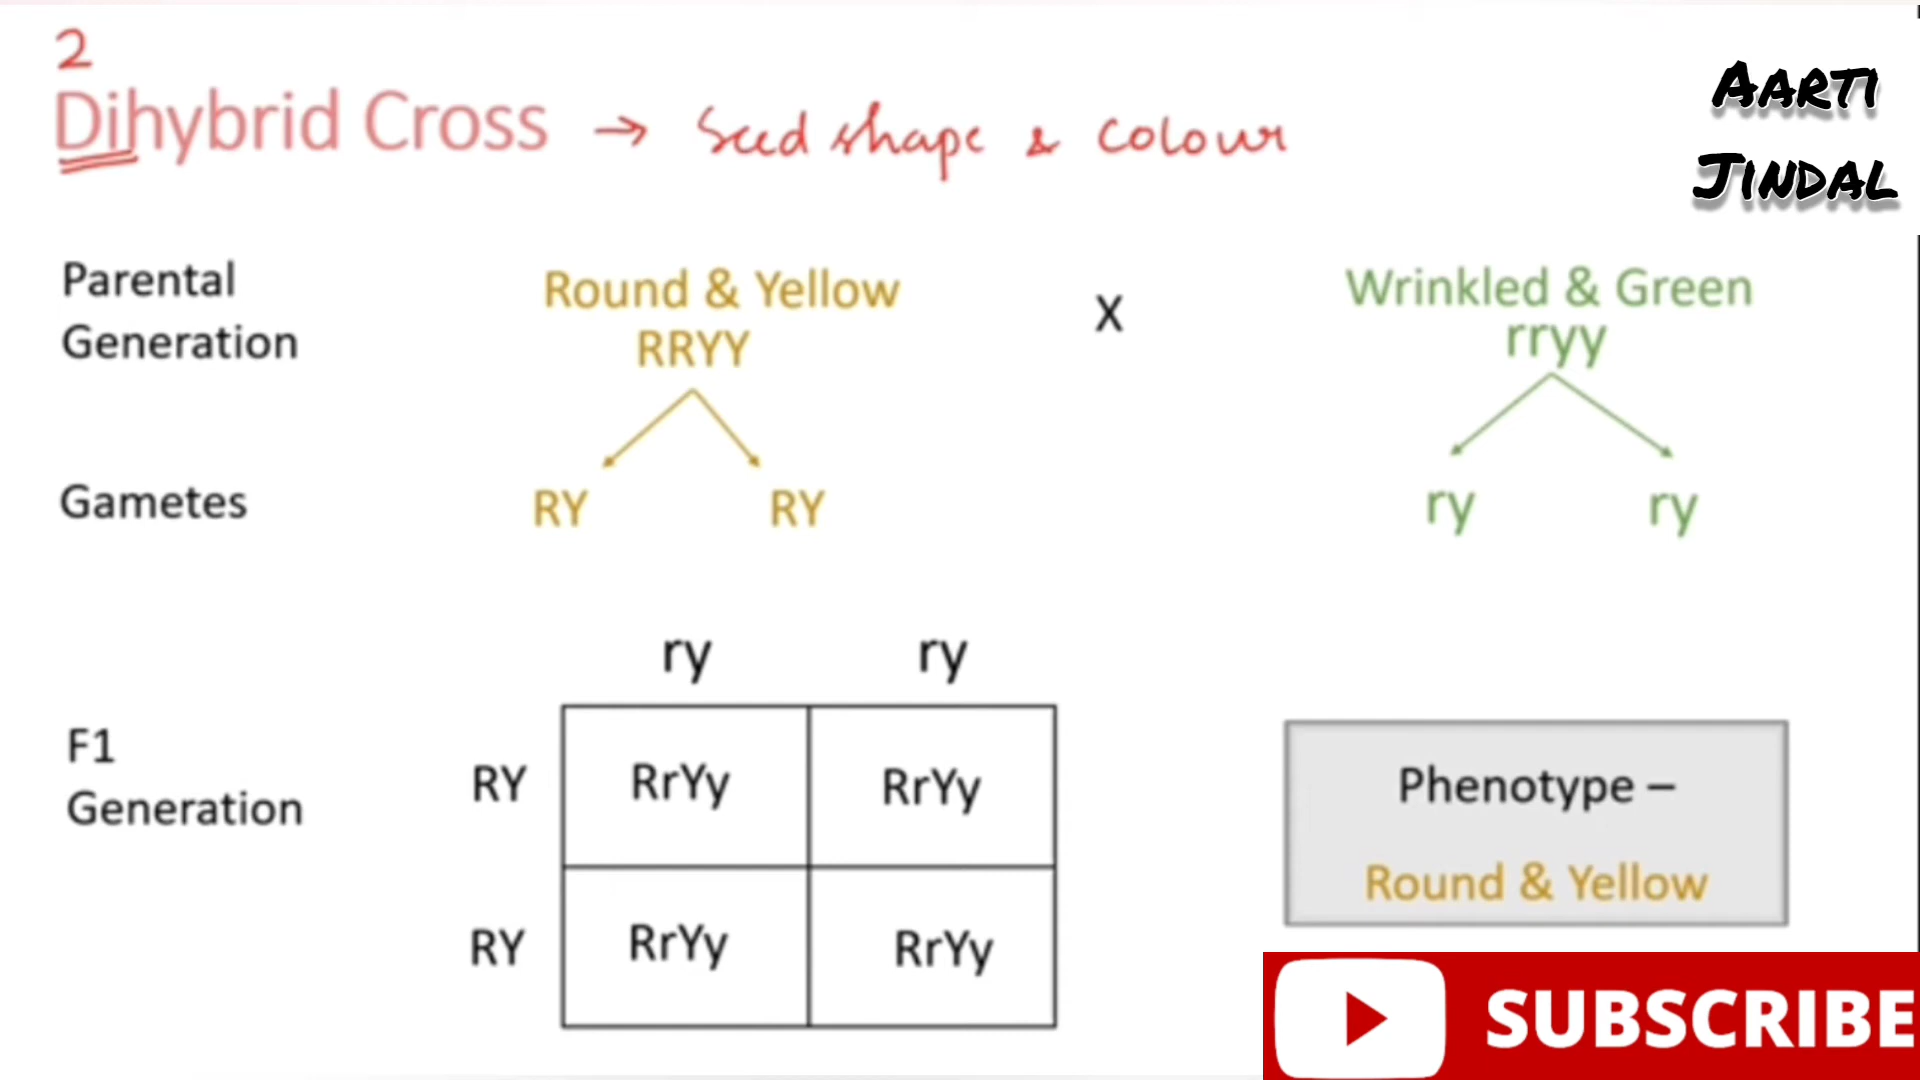 2
Dihybrid Cross → Seed shape & Colour
AARTI
JINDAL
Parental
Generation
Round & Yellow
RRYY
X
Wrinkled & Green
rryy
Gametes
RY RY
ry ry
ry ry
F1
Generation
RY RrYy RrYy
RY RrYy RrYy
Phenotype –
Round & Yellow
SUBSCRIBE